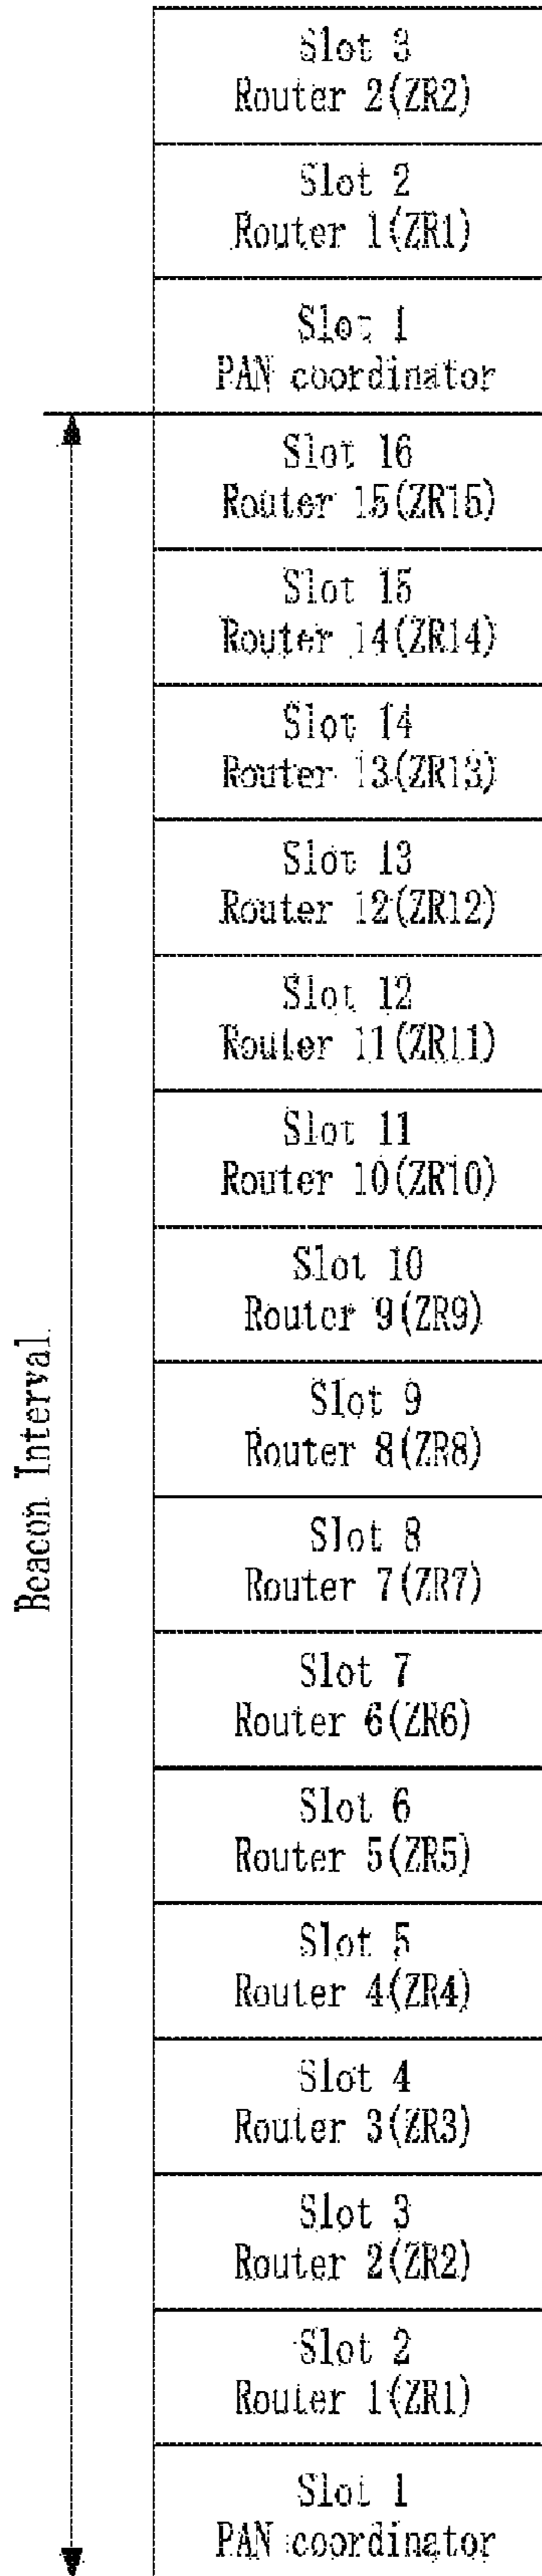 Slot 3
Router 2(ZR2)
Slot 2
Router 1(ZR1)
Slot 1
PAN coordinator
Slot 16
Router 15(ZR15)
Slot 15
Router 14(ZR14)
Slot 14
Router 13(ZR13)
Slot 13
Router 12(ZR12)
Slot 12
Router 11(ZR11)
Slot 11
Router 10(ZR10)
Slot 10
Router 9(ZR9)
Slot 9
Router 8(ZR8)
Slot 8
Router 7(ZR7)
Slot 7
Router 6(ZR6)
Slot 6
Router 5(ZR5)
Slot 5
Router 4(ZR4)
Slot 4
Router 3(ZR3)
Slot 3
Router 2(ZR2)
Slot 2
Router 1(ZR1)
Slot 1
PAN coordinator
Beacon Interval